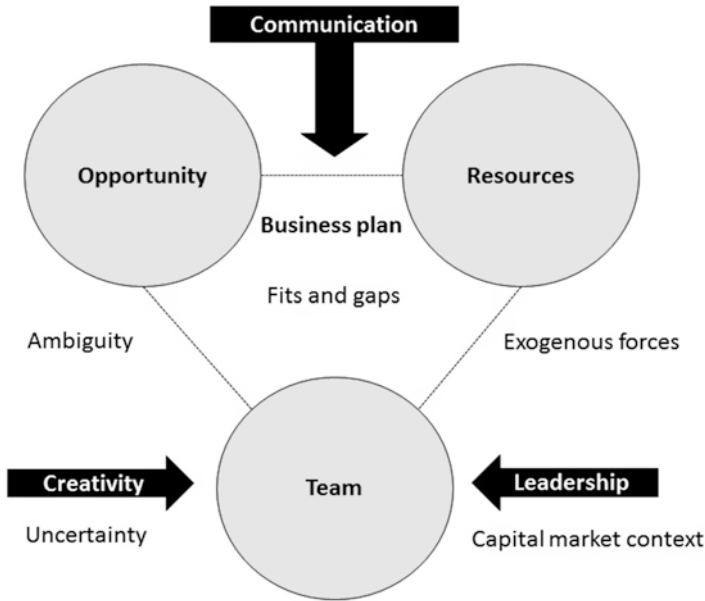 Communication
Opportunity
Resources
Business plan
Fits and gaps
Ambiguity
Exogenous forces
Creativity
Team
Leadership
Uncertainty
Capital market context